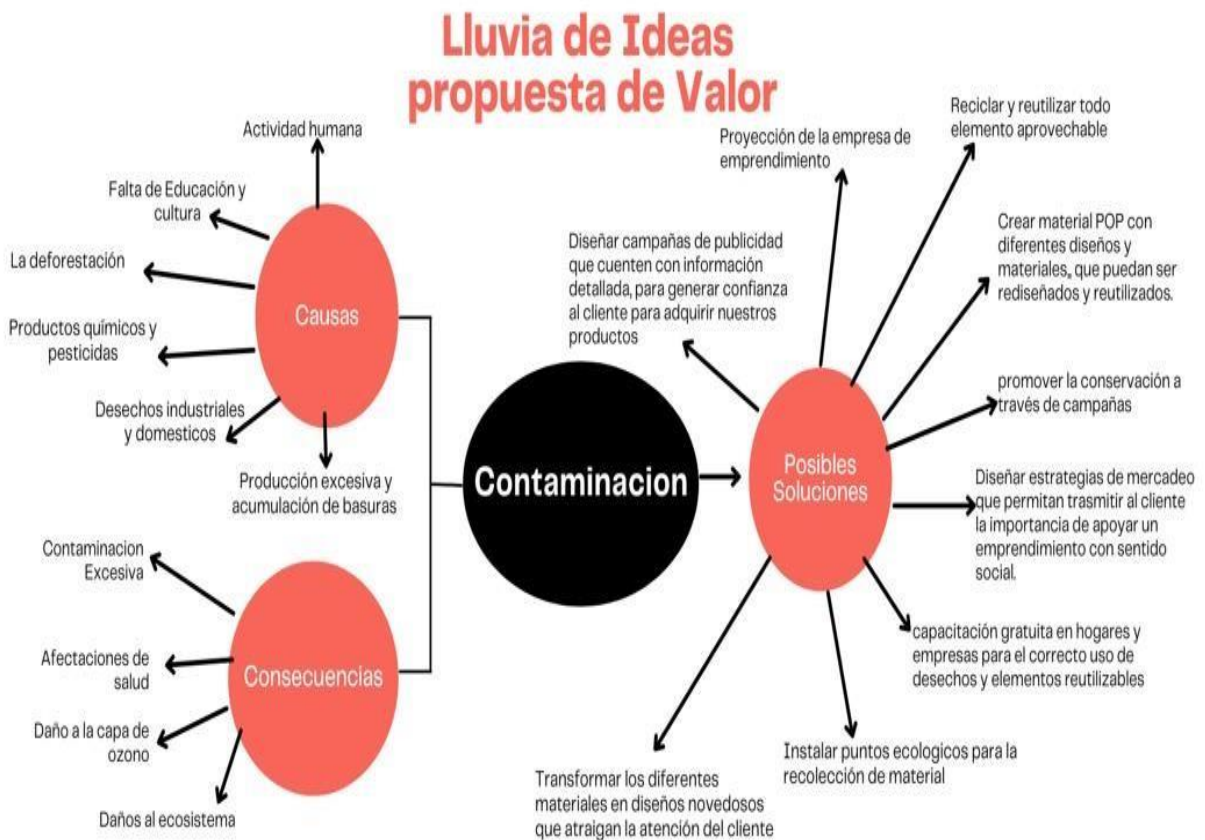 Lluvia de Ideas
propuesta de Valor
Actividad humana
Falta de Educación y
cultura
La deforestación
Productos químicos y
pesticidas
Desechos industriales
y domesticos
Producción excesiva y
acumulación de basuras
Causas
Contaminacion
Excesiva
Afectaciones de
salud
Daño a la capa de
ozono
Daños al ecosistema
Consecuencias
Contaminacion
Posibles
Soluciones
Diseñar campañas de publicidad
que cuenten con información
detallada, para generar confianza
al cliente para adquirir nuestros
productos
Proyección de la empresa de
emprendimiento
Reciclar y reutilizar todo
elemento aprovechable
Crear material POP con
diferentes diseños y
materiales, que puedan ser
rediseñados y reutilizados.
promover la conservación a
través de campañas
Diseñar estrategias de mercadeo
que permitan trasmitir al cliente
la importancia de apoyar un
emprendimiento con sentido
social.
capacitación gratuita en hogares y
empresas para el correcto uso de
desechos y elementos reutilizables
Instalar puntos ecologicos para la
recolección de material
Transformar los diferentes
materiales en diseños novedosos
que atraigan la atención del cliente